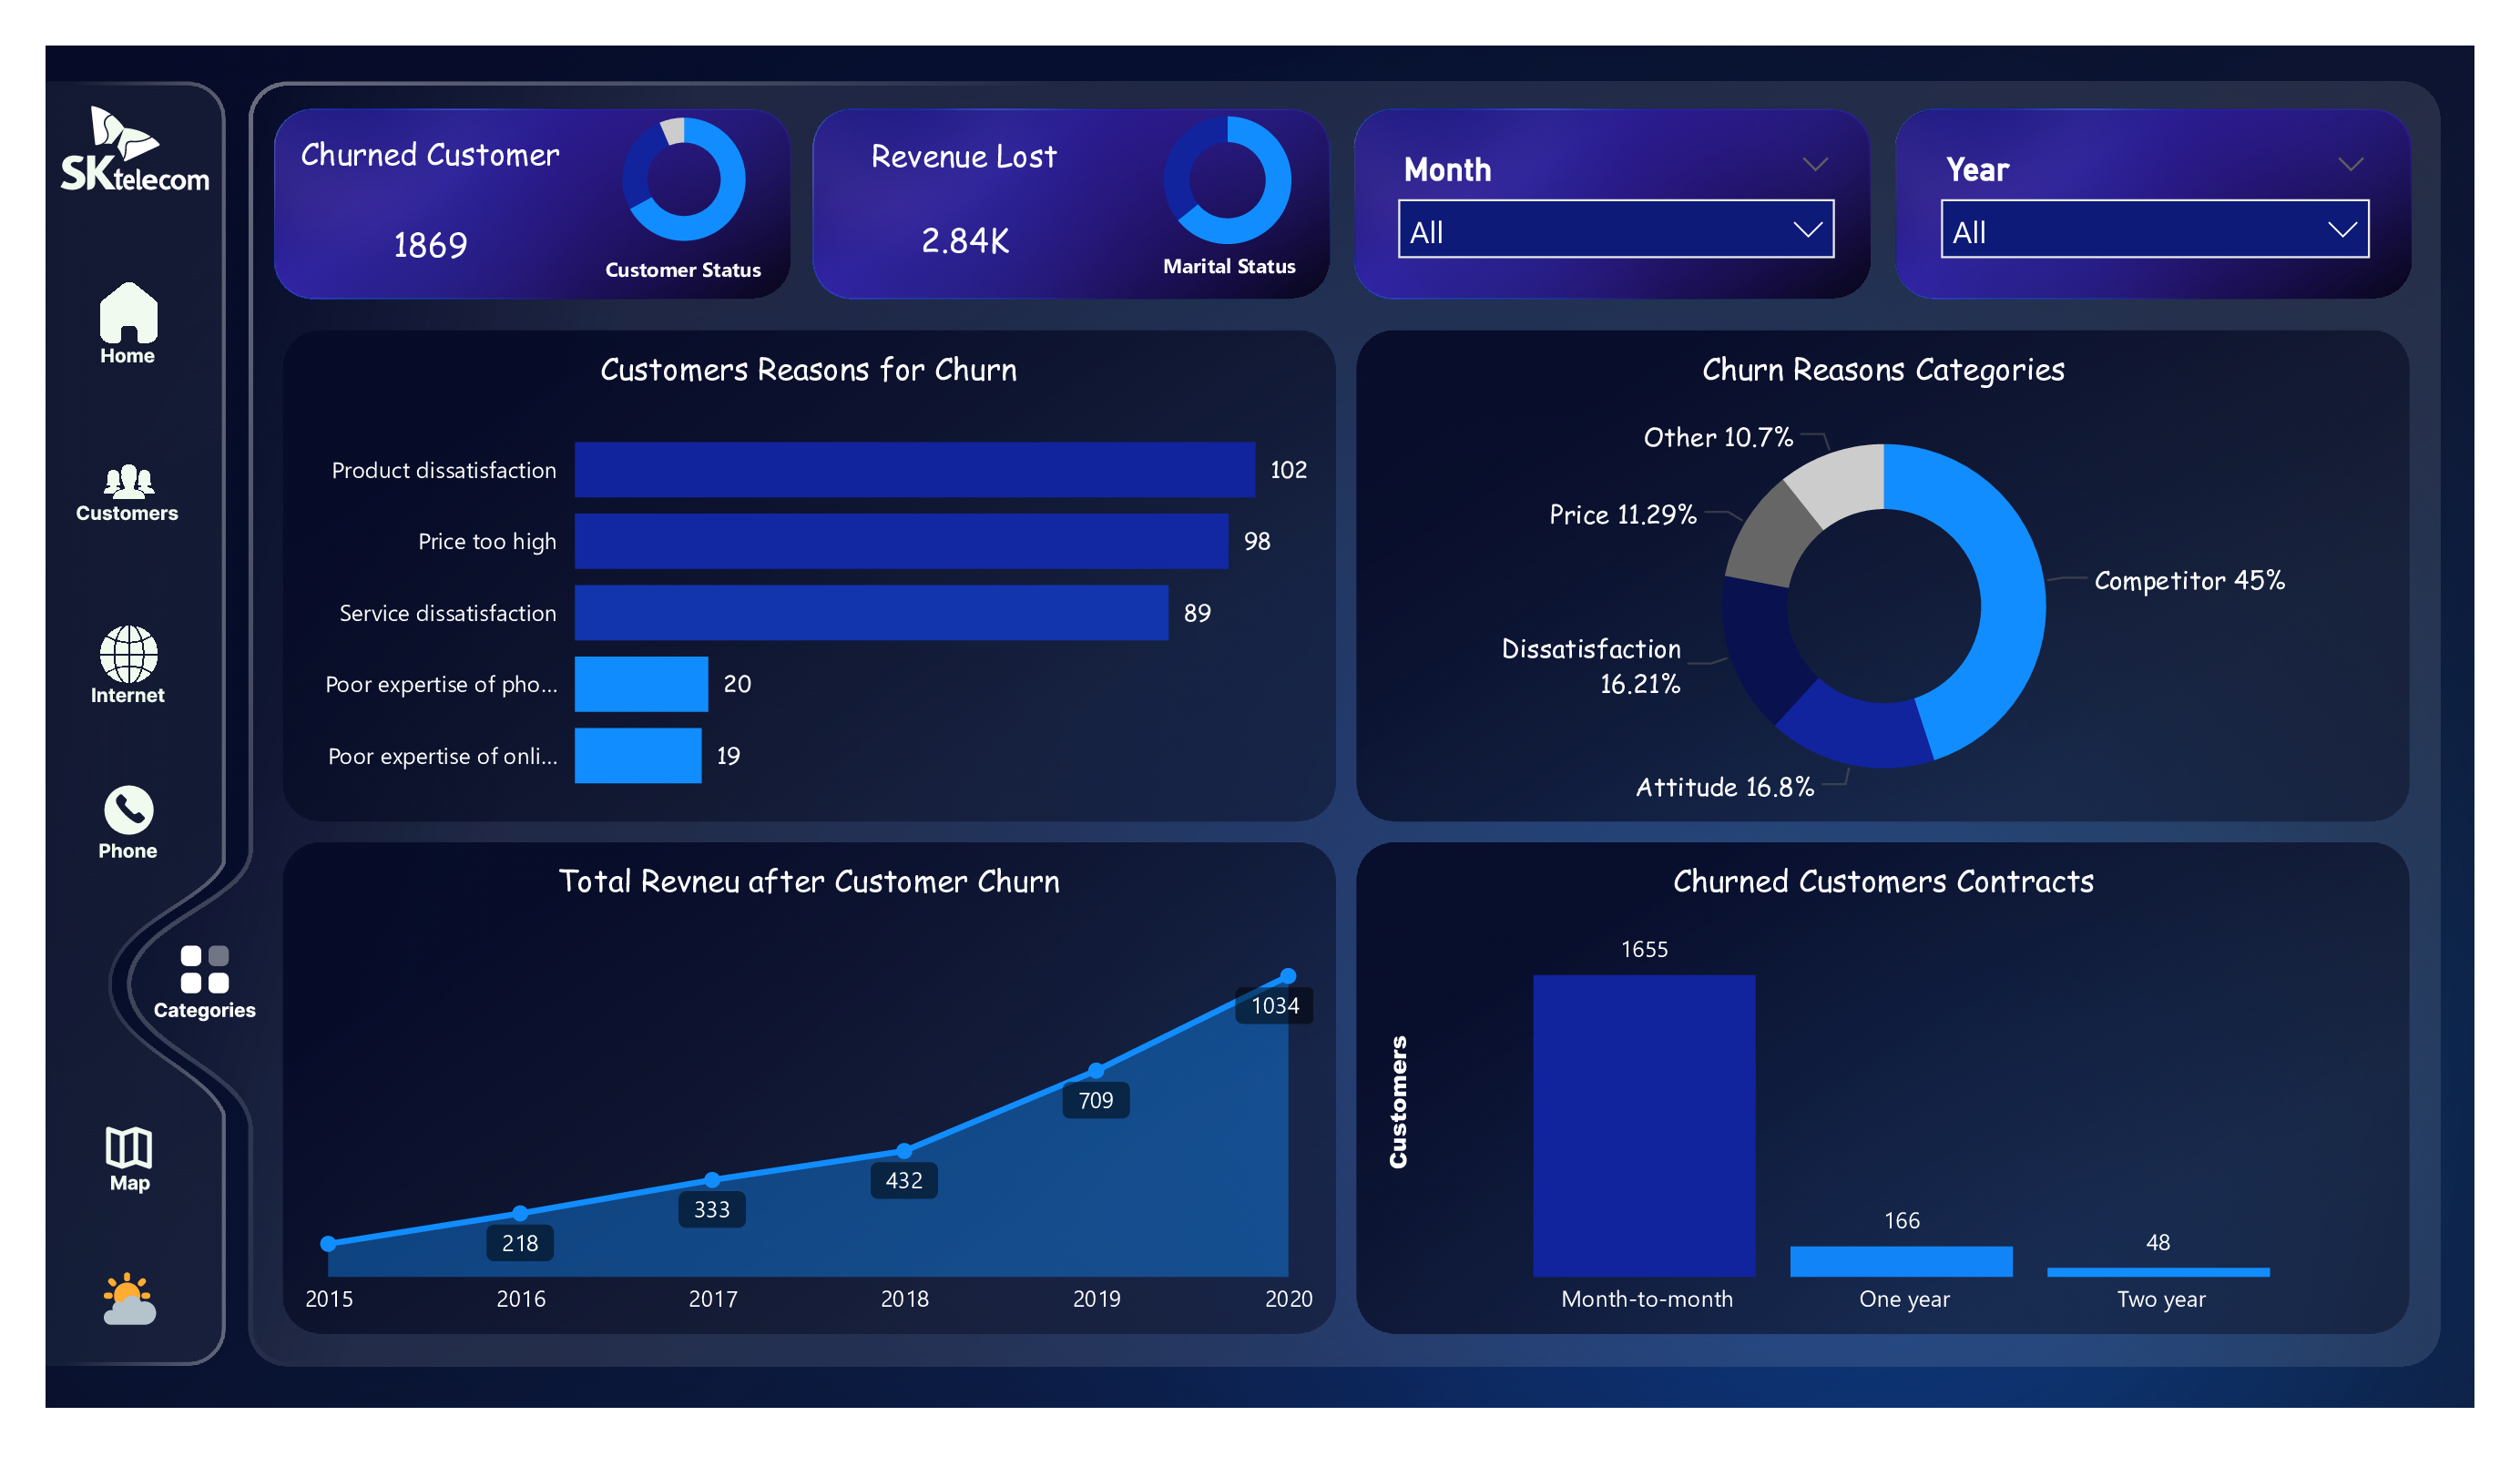 SK telecom
Home
Customers
Internet
Phone
Categories
Map
Churned Customer
1869
Customer Status
Revenue Lost
2.84K
Marital Status
Month
All
Year
All
Customers Reasons for Churn
Product dissatisfaction 102
Price too high 98
Service dissatisfaction 89
Poor expertise of pho... 20
Poor expertise of onli... 19
Churn Reasons Categories
Other 10.7%
Price 11.29%
Competitor 45%
Dissatisfaction
16.21%
Attitude 16.8%
Total Revneu after Customer Churn
1034
709
432
333
218
2015 2016 2017 2018 2019 2020
Churned Customers Contracts
Customers
1655
166
48
Month-to-month One year Two year